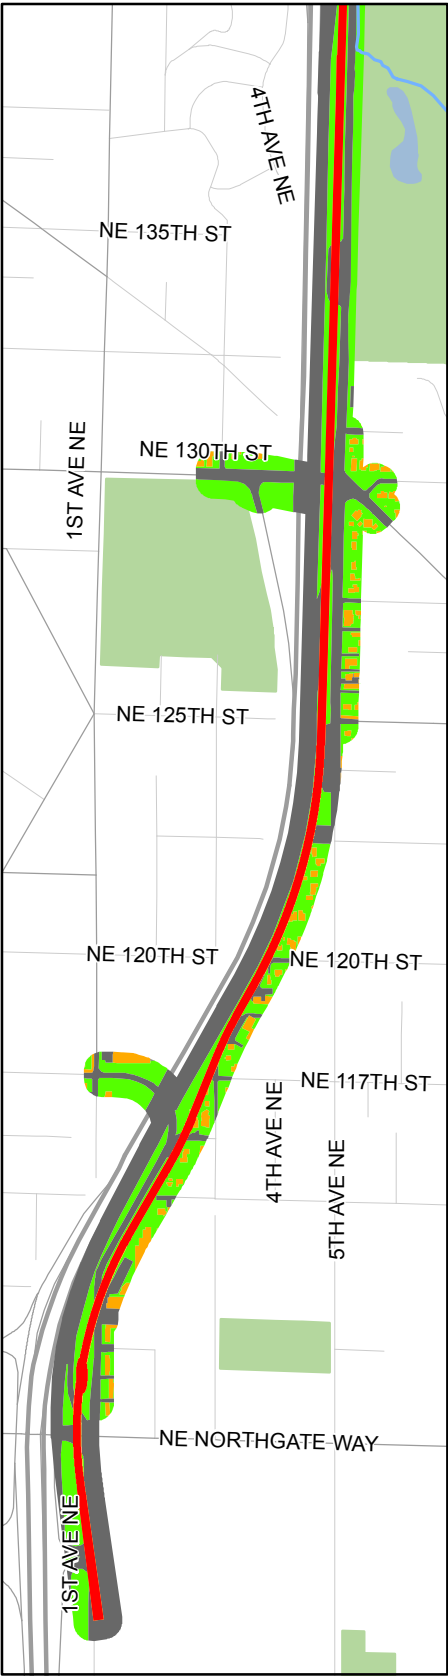 4TH AVE NE
NE 135TH ST
1ST AVE NE
NE 130TH ST
NE 125TH ST
NE 120TH ST
NE 120TH ST
NE 117TH ST
4TH AVE NE
5TH AVE NE
NE NORTHGATE WAY
1ST AVE NE